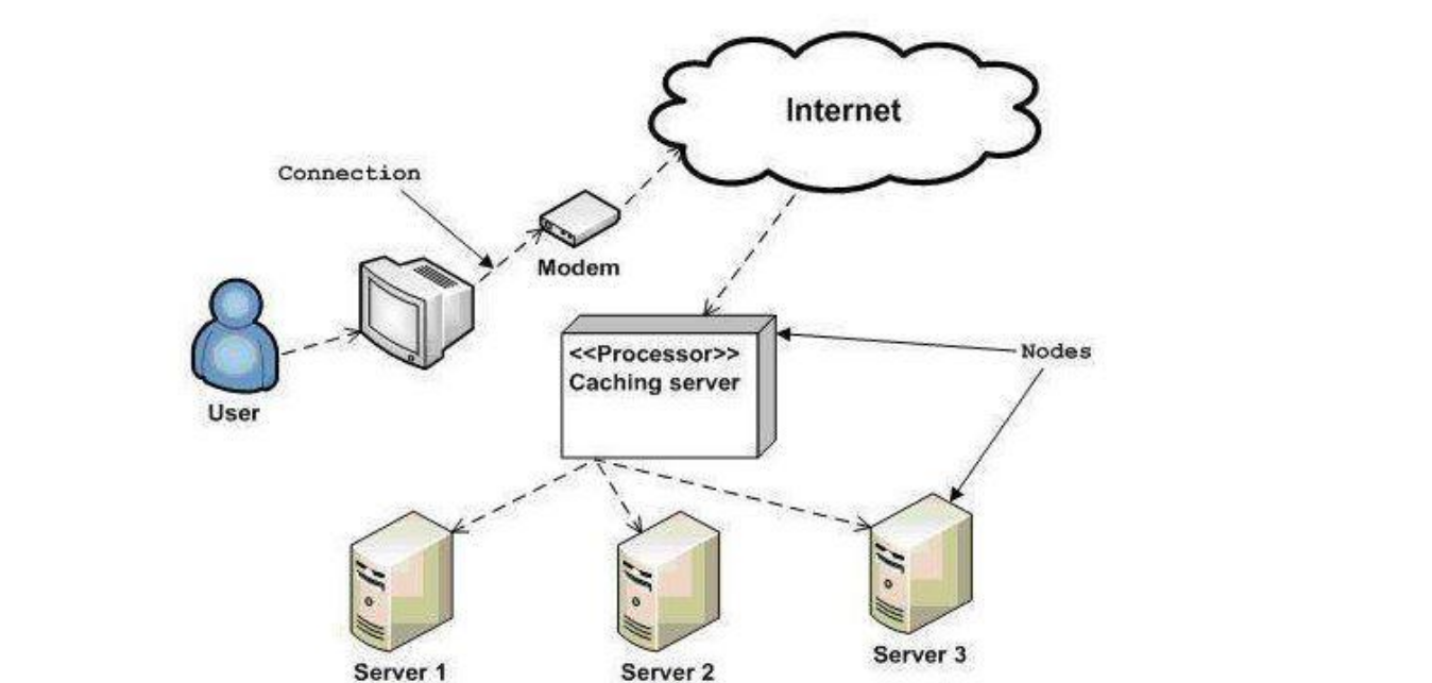 Internet
Connection
Modem
<<Processor>>
Caching server
Nodes
User
Server 1
Server 2
Server 3